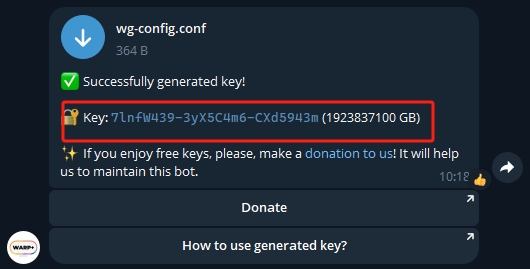 wg-config.conf
364 B
✅ Successfully generated key!
🔐 Key: 7lnfW439-3yX5C4m6-CXd5943m (1923837100 GB)
✨ If you enjoy free keys, please, make a donation to us! It will help
us to maintain this bot.
10:18
👍
Donate
WARP+
How to use generated key?